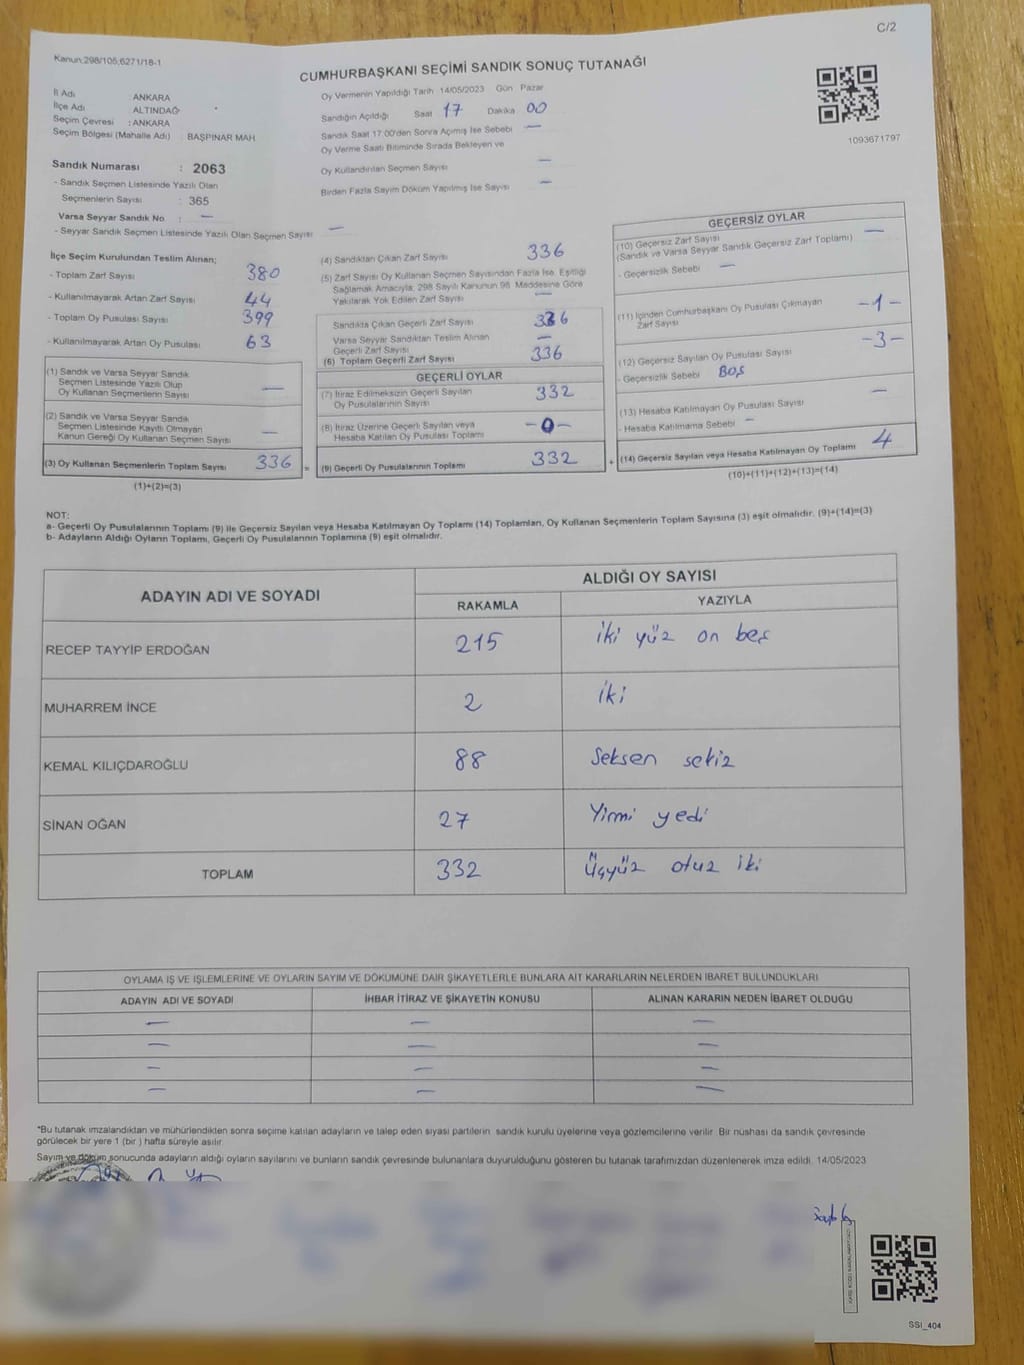 C/2
Kanun:298/105;6271/18-1
CUMHURBAŞKANI SEÇİMİ SANDIK SONUÇ TUTANAĞI
İl Adı : ANKARA
İlçe Adı : ALTINDAĞ
Seçim Çevresi : ANKARA
Seçim Bölgesi (Mahalle Adı) BAŞPINAR MAH
Sandık Numarası : 2063
- Sandık Seçmen Listesinde Yazılı Olan
Seçmenlerin Sayısı : 365
Varsa Seyyar Sandık No : —
- Seyyar Sandık Seçmen Listesinde Yazılı Olan Seçmen Sayısı —
Oy Vermenin Yapıldığı Tarih 14/05/2023 Gün Pazar
Sandığın Açıldığı Saat 17 Dakika 00
Sandık Saat 17:00'den Sonra Açmış İse Sebebi —
Oy Verme Saati Bitiminde Sırada Bekleyen ve
Oy Kullandırılan Seçmen Sayısı —
Birden Fazla Sayım Döküm Yapılmış İse Sayısı —
1093671797
İlçe Seçim Kurulundan Teslim Alınan;
- Toplam Zarf Sayısı 380
- Kullanılmayarak Artan Zarf Sayısı 44
- Toplam Oy Pusulası Sayısı 399
- Kullanılmayarak Artan Oy Pusulası 63
(1) Sandık ve Varsa Seyyar Sandık
Seçmen Listesinde Yazılı Olup
Oy Kullanan Seçmenlerin Sayısı —
(2) Sandık ve Varsa Seyyar Sandık
Seçmen Listesinde Kayıtlı Olmayan
Kanun Gereği Oy Kullanan Seçmen Sayısı —
(3) Oy Kullanan Seçmenlerin Toplam Sayısı 336 =
(1)+(2)=(3)
(4) Sandıktan Çıkan Zarf Sayısı 336
(5) Zarf Sayısı Oy Kullanan Seçmen Sayısından Fazla İse, Eşitliği
Sağlamak Amacıyla, 298 Sayılı Kanunun 98. Maddesine Göre
Yakılarak Yok Edilen Zarf Sayısı —
Sandıkta Çıkan Geçerli Zarf Sayısı 336
Varsa Seyyar Sandıktan Teslim Alınan
Geçerli Zarf Sayısı —
(6) Toplam Geçerli Zarf Sayısı 336
GEÇERLİ OYLAR
(7) İtiraz Edilmeksizin Geçerli Sayılan
Oy Pusulalarının Sayısı 332
(8) İtiraz Üzerine Geçerli Sayılan veya
Hesaba Katılan Oy Pusulası Toplamı -0-
(9) Geçerli Oy Pusulalarının Toplamı 332 +
GEÇERSİZ OYLAR
(10) Geçersiz Zarf Sayısı —
(Sandık ve Varsa Seyyar Sandık Geçersiz Zarf Toplamı)
- Geçersizlik Sebebi —
(11) İçinden Cumhurbaşkanı Oy Pusulası Çıkmayan -1-
Zarf Sayısı
-3-
(12) Geçersiz Sayılan Oy Pusulası Sayısı
- Geçersizlik Sebebi BOŞ
(13) Hesaba Katılmayan Oy Pusulası Sayısı —
- Hesaba Katılmama Sebebi —
(14) Geçersiz Sayılan veya Hesaba Katılmayan Oy Toplamı 4
(10)+(11)+(12)+(13)=(14)
NOT:
a- Geçerli Oy Pusulalarının Toplamı (9) ile Geçersiz Sayılan veya Hesaba Katılmayan Oy Toplamı (14) Toplamları, Oy Kullanan Seçmenlerin Toplam Sayısına (3) eşit olmalıdır. (9)+(14)=(3)
b- Adayların Aldığı Oyların Toplamı, Geçerli Oy Pusulalarının Toplamına (9) eşit olmalıdır.
ADAYIN ADI VE SOYADI ALDIĞI OY SAYISI
RAKAMLA YAZIYLA
RECEP TAYYİP ERDOĞAN 215 iki yüz on beş
MUHARREM İNCE 2 iki
KEMAL KILIÇDAROĞLU 88 Seksen sekiz
SİNAN OĞAN 27 Yirmi yedi
TOPLAM 332 Üçyüz otuz iki
OYLAMA İŞ VE İŞLEMLERİNE VE OYLARIN SAYIM VE DÖKÜMÜNE DAİR ŞİKAYETLERLE BUNLARA AİT KARARLARIN NELERDEN İBARET BULUNDUKLARI
ADAYIN ADI VE SOYADI İHBAR İTİRAZ VE ŞİKAYETİN KONUSU ALINAN KARARIN NEDEN İBARET OLDUĞU
— — —
— — —
— — —
— — —
*Bu tutanak imzalandıktan ve mühürlendikten sonra seçime katılan adayların ve talep eden siyasi partilerin sandık kurulu üyelerine veya gözlemcilerine verilir. Bir nüshası da sandık çevresinde
görülecek bir yere 1 (bir ) hafta süreyle asılır.
Sayım ve döküm sonucunda adayların aldığı oyların sayılarını ve bunların sandık çevresinde bulunanlara duyurulduğunu gösteren bu tutanak tarafımızdan düzenlenerek imza edildi. 14/05/2023
SSI_404